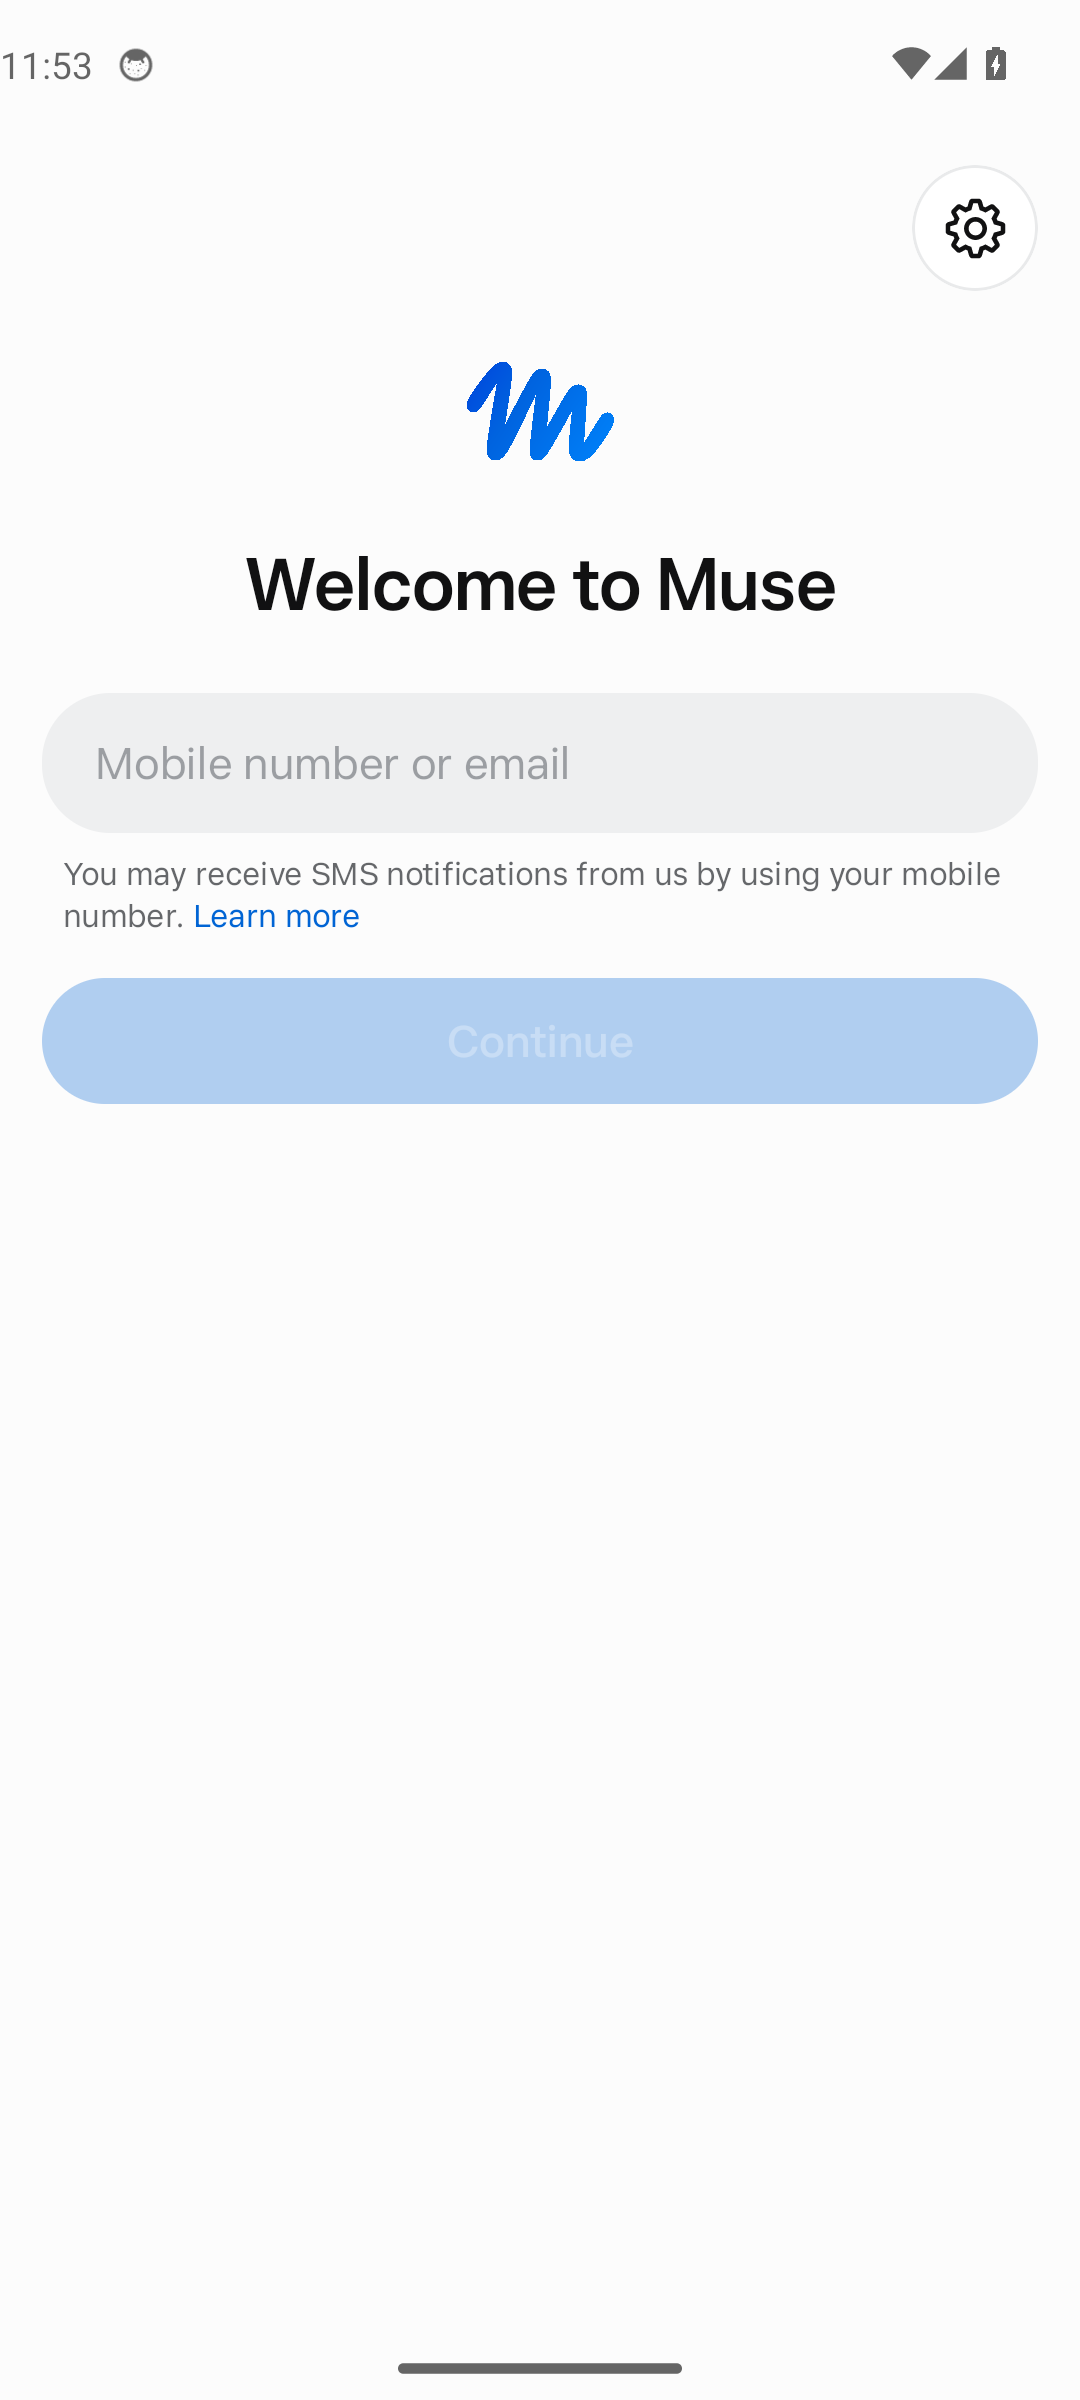 11:53
Welcome to Muse
Mobile number or email
You may receive SMS notifications from us by using your mobile
number. Learn more
Continue